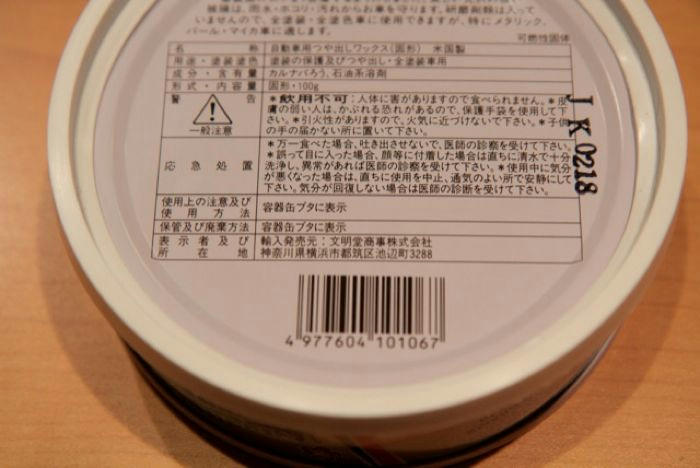 損傷は、雨水・ホコリ・汚れからお車を守ります。研磨剤類は入って
いませんので、全塗装・全塗色車に使用できますが、特にメタリック、
パール・マイカ車に適します。
可燃性固体
名称 自動車用つや出しワックス(固形) 米国製
用途・塗装塗色 塗装の保護及びつや出し・全塗装車用
成分・含有量 カルナバろう、石油系溶剤
形式・内容量 固形・100g
警告 一般注意
*飲用不可:人体に害がありますので食べられません。*皮
膚の弱い人は、かぶれる恐れがあるので、保護手袋を使用して下
さい。*引火性がありますので、火気に近づけないで下さい。*子供
の手の届かない所に置いて下さい。
応急処置
*万一食べた場合、吐き出させないで、医師の診察を受けて下さい。
*誤って目に入った場合、顔等に付着した場合は直ちに清水で十分
洗浄し、異常があれば医師の診察を受けて下さい。*使用中に気分
が悪くなった場合は、直ちに使用を中止、通気のよい所で安静にして
下さい。気分が回復しない場合は医師の診断を受けて下さい。
使用上の注意及び
使用方法 容器缶ブタに表示
保管及び廃棄方法 容器缶ブタに表示
表示者及び 輸入発売元:文明堂商事株式会社
所在地 神奈川県横浜市都筑区池辺町3288
J K 0218
4 977604 101067